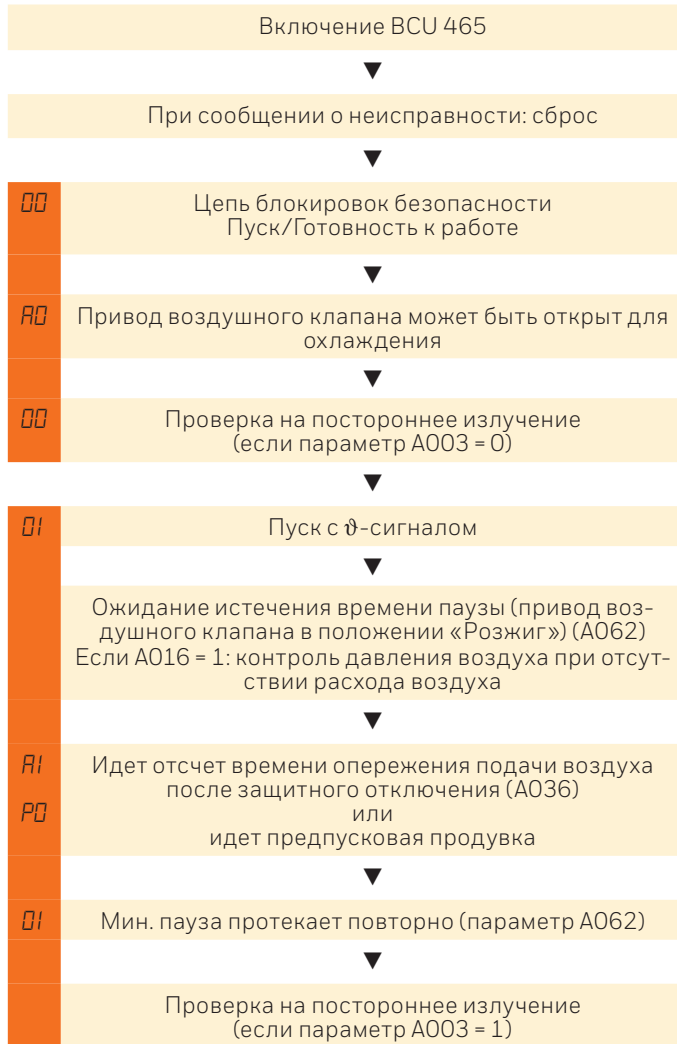 Включение BCU 465
▼
При сообщении о неисправности: сброс
▼
00 Цепь блокировок безопасности
Пуск/Готовность к работе
▼
A0 Привод воздушного клапана может быть открыт для
охлаждения
▼
00 Проверка на постороннее излучение
(если параметр A003 = 0)
▼
01 Пуск с ϑ-сигналом
▼
Ожидание истечения времени паузы (привод воз-
душного клапана в положении «Розжиг») (A062)
Если A016 = 1: контроль давления воздуха при отсут-
ствии расхода воздуха
▼
A1 Идет отсчет времени опережения подачи воздуха
после защитного отключения (A036)
P0 или
идет предпусковая продувка
▼
01 Мин. пауза протекает повторно (параметр A062)
▼
Проверка на постороннее излучение
(если параметр A003 = 1)